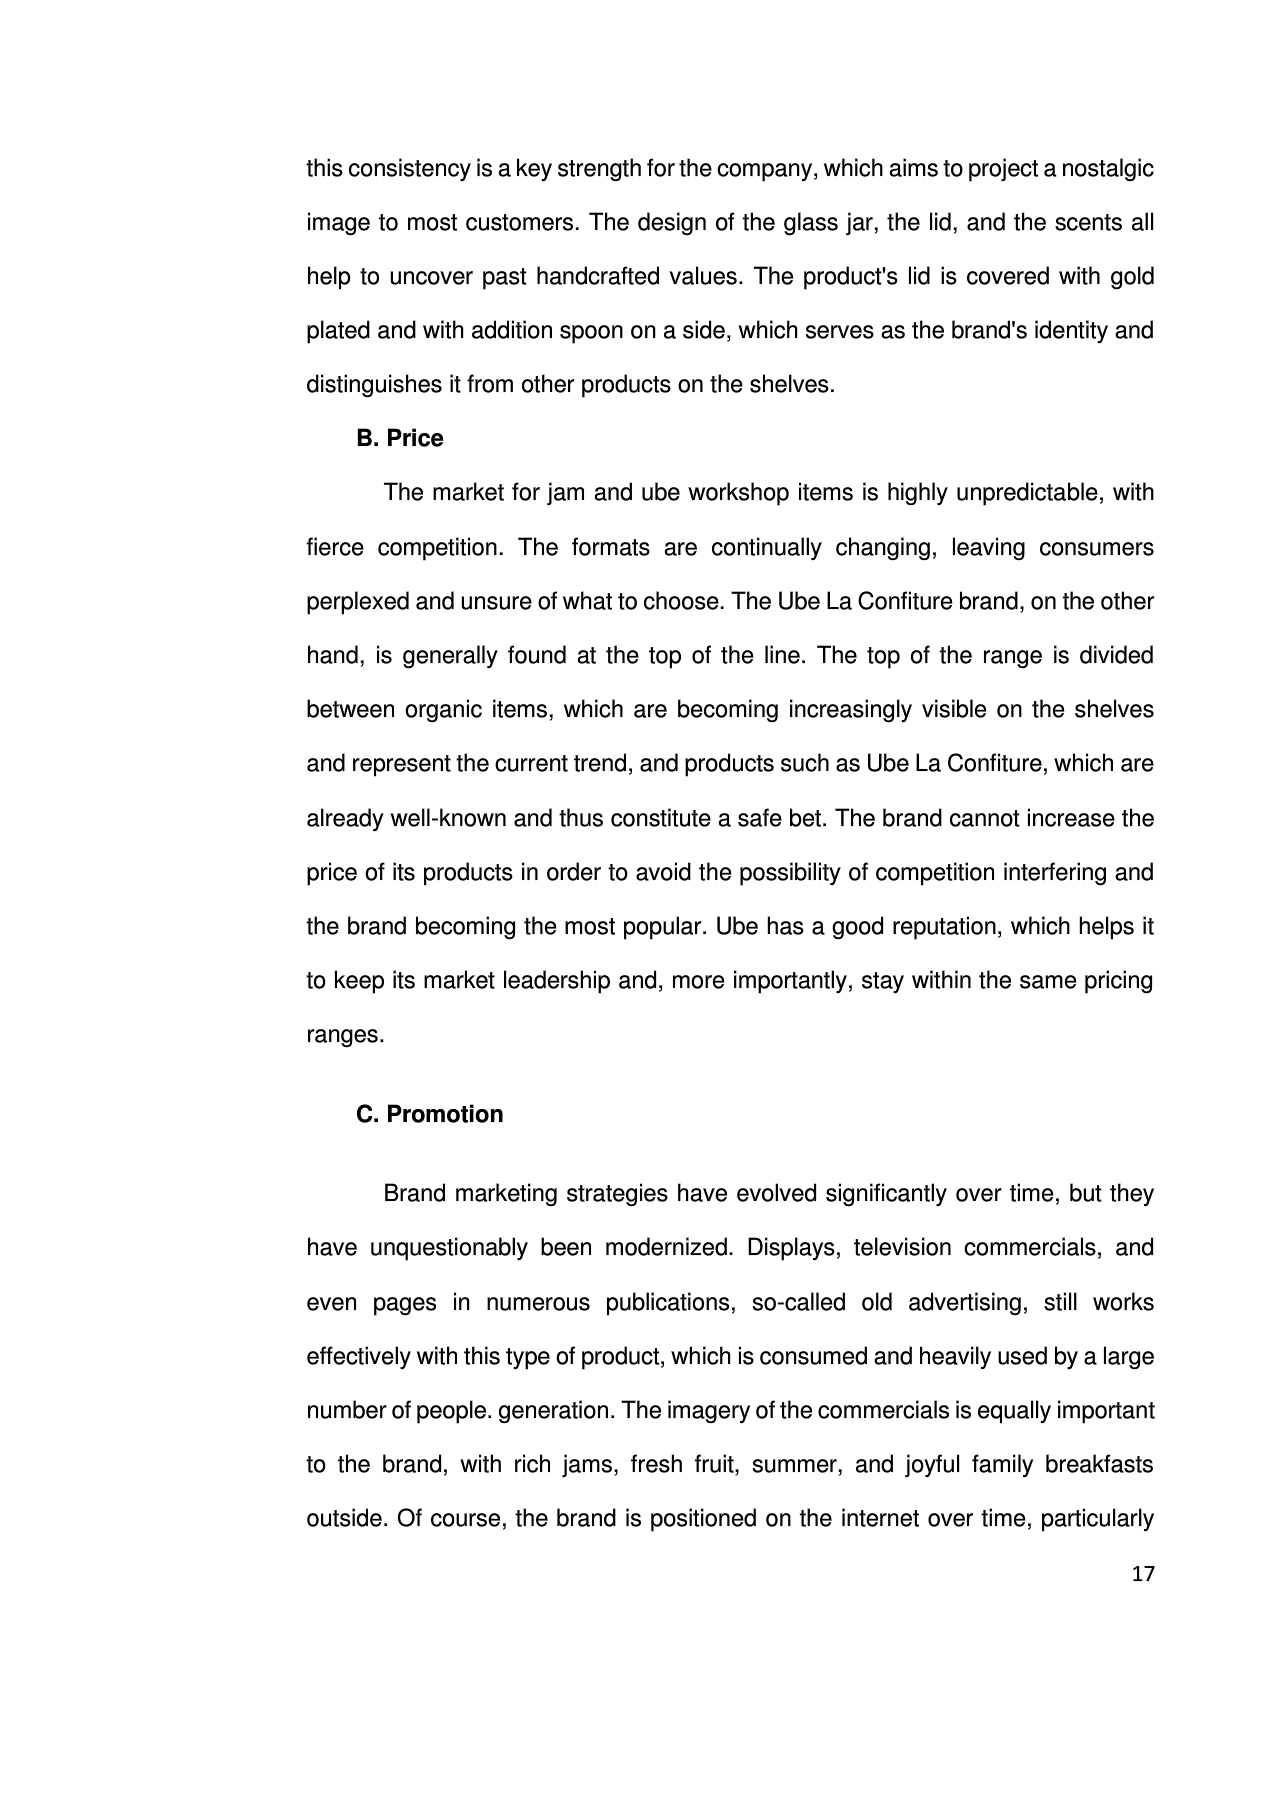 this consistency is a key strength for the company, which aims to project a nostalgic
image to most customers. The design of the glass jar, the lid, and the scents all
help to uncover past handcrafted values. The product's lid is covered with gold
plated and with addition spoon on a side, which serves as the brand's identity and
distinguishes it from other products on the shelves.
B. Price
The market for jam and ube workshop items is highly unpredictable, with
fierce competition. The formats are continually changing, leaving consumers
perplexed and unsure of what to choose. The Ube La Confiture brand, on the other
hand, is generally found at the top of the line. The top of the range is divided
between organic items, which are becoming increasingly visible on the shelves
and represent the current trend, and products such as Ube La Confiture, which are
already well-known and thus constitute a safe bet. The brand cannot increase the
price of its products in order to avoid the possibility of competition interfering and
the brand becoming the most popular. Ube has a good reputation, which helps it
to keep its market leadership and, more importantly, stay within the same pricing
ranges.
C. Promotion
Brand marketing strategies have evolved significantly over time, but they
have unquestionably been modernized. Displays, television commercials, and
even pages in numerous publications, so-called old advertising, still works
effectively with this type of product, which is consumed and heavily used by a large
number of people. generation. The imagery of the commercials is equally important
to the brand, with rich jams, fresh fruit, summer, and joyful family breakfasts
outside. Of course, the brand is positioned on the internet over time, particularly
17